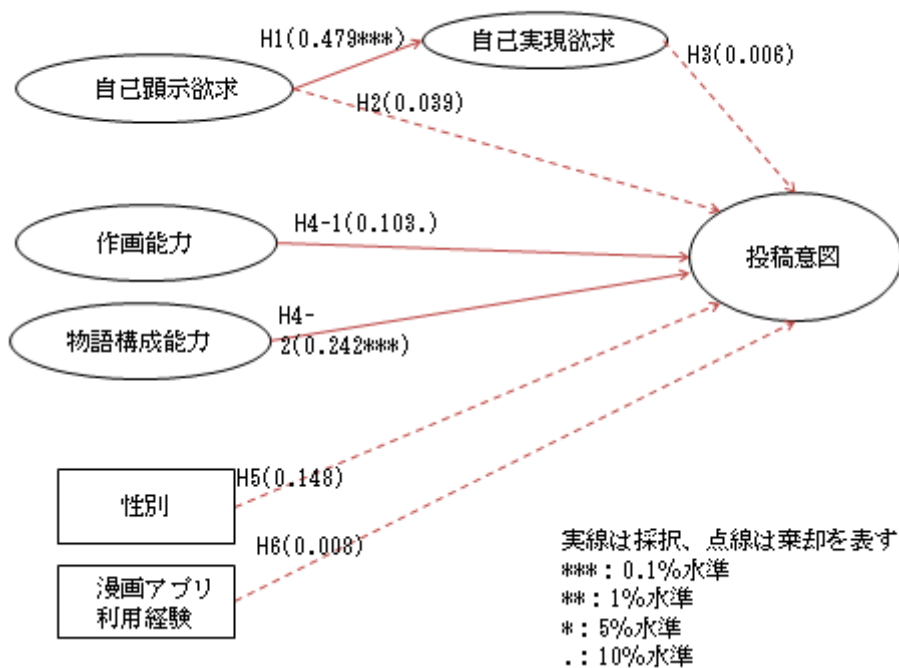 H1(0.479***)
自己実現欲求
H3(0.006)
自己顕示欲求
H2(0.039)
H4-1(0.103.)
作画能力
投稿意図
H4-
2(0.242***)
物語構成能力
H5(0.148)
性別
H6(0.008)
漫画アプリ
利用経験
実線は採択、点線は棄却を表す
***：0.1%水準
**：1%水準
*：5%水準
.：10%水準